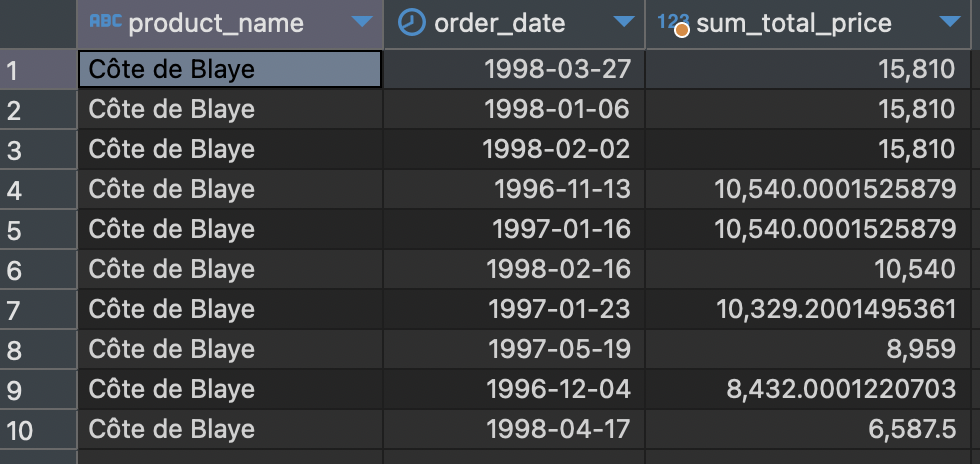 ABC product_name order_date 123 sum_total_price
1 Côte de Blaye 1998-03-27 15,810
2 Côte de Blaye 1998-01-06 15,810
3 Côte de Blaye 1998-02-02 15,810
4 Côte de Blaye 1996-11-13 10,540.0001525879
5 Côte de Blaye 1997-01-16 10,540.0001525879
6 Côte de Blaye 1998-02-16 10,540
7 Côte de Blaye 1997-01-23 10,329.2001495361
8 Côte de Blaye 1997-05-19 8,959
9 Côte de Blaye 1996-12-04 8,432.0001220703
10 Côte de Blaye 1998-04-17 6,587.5